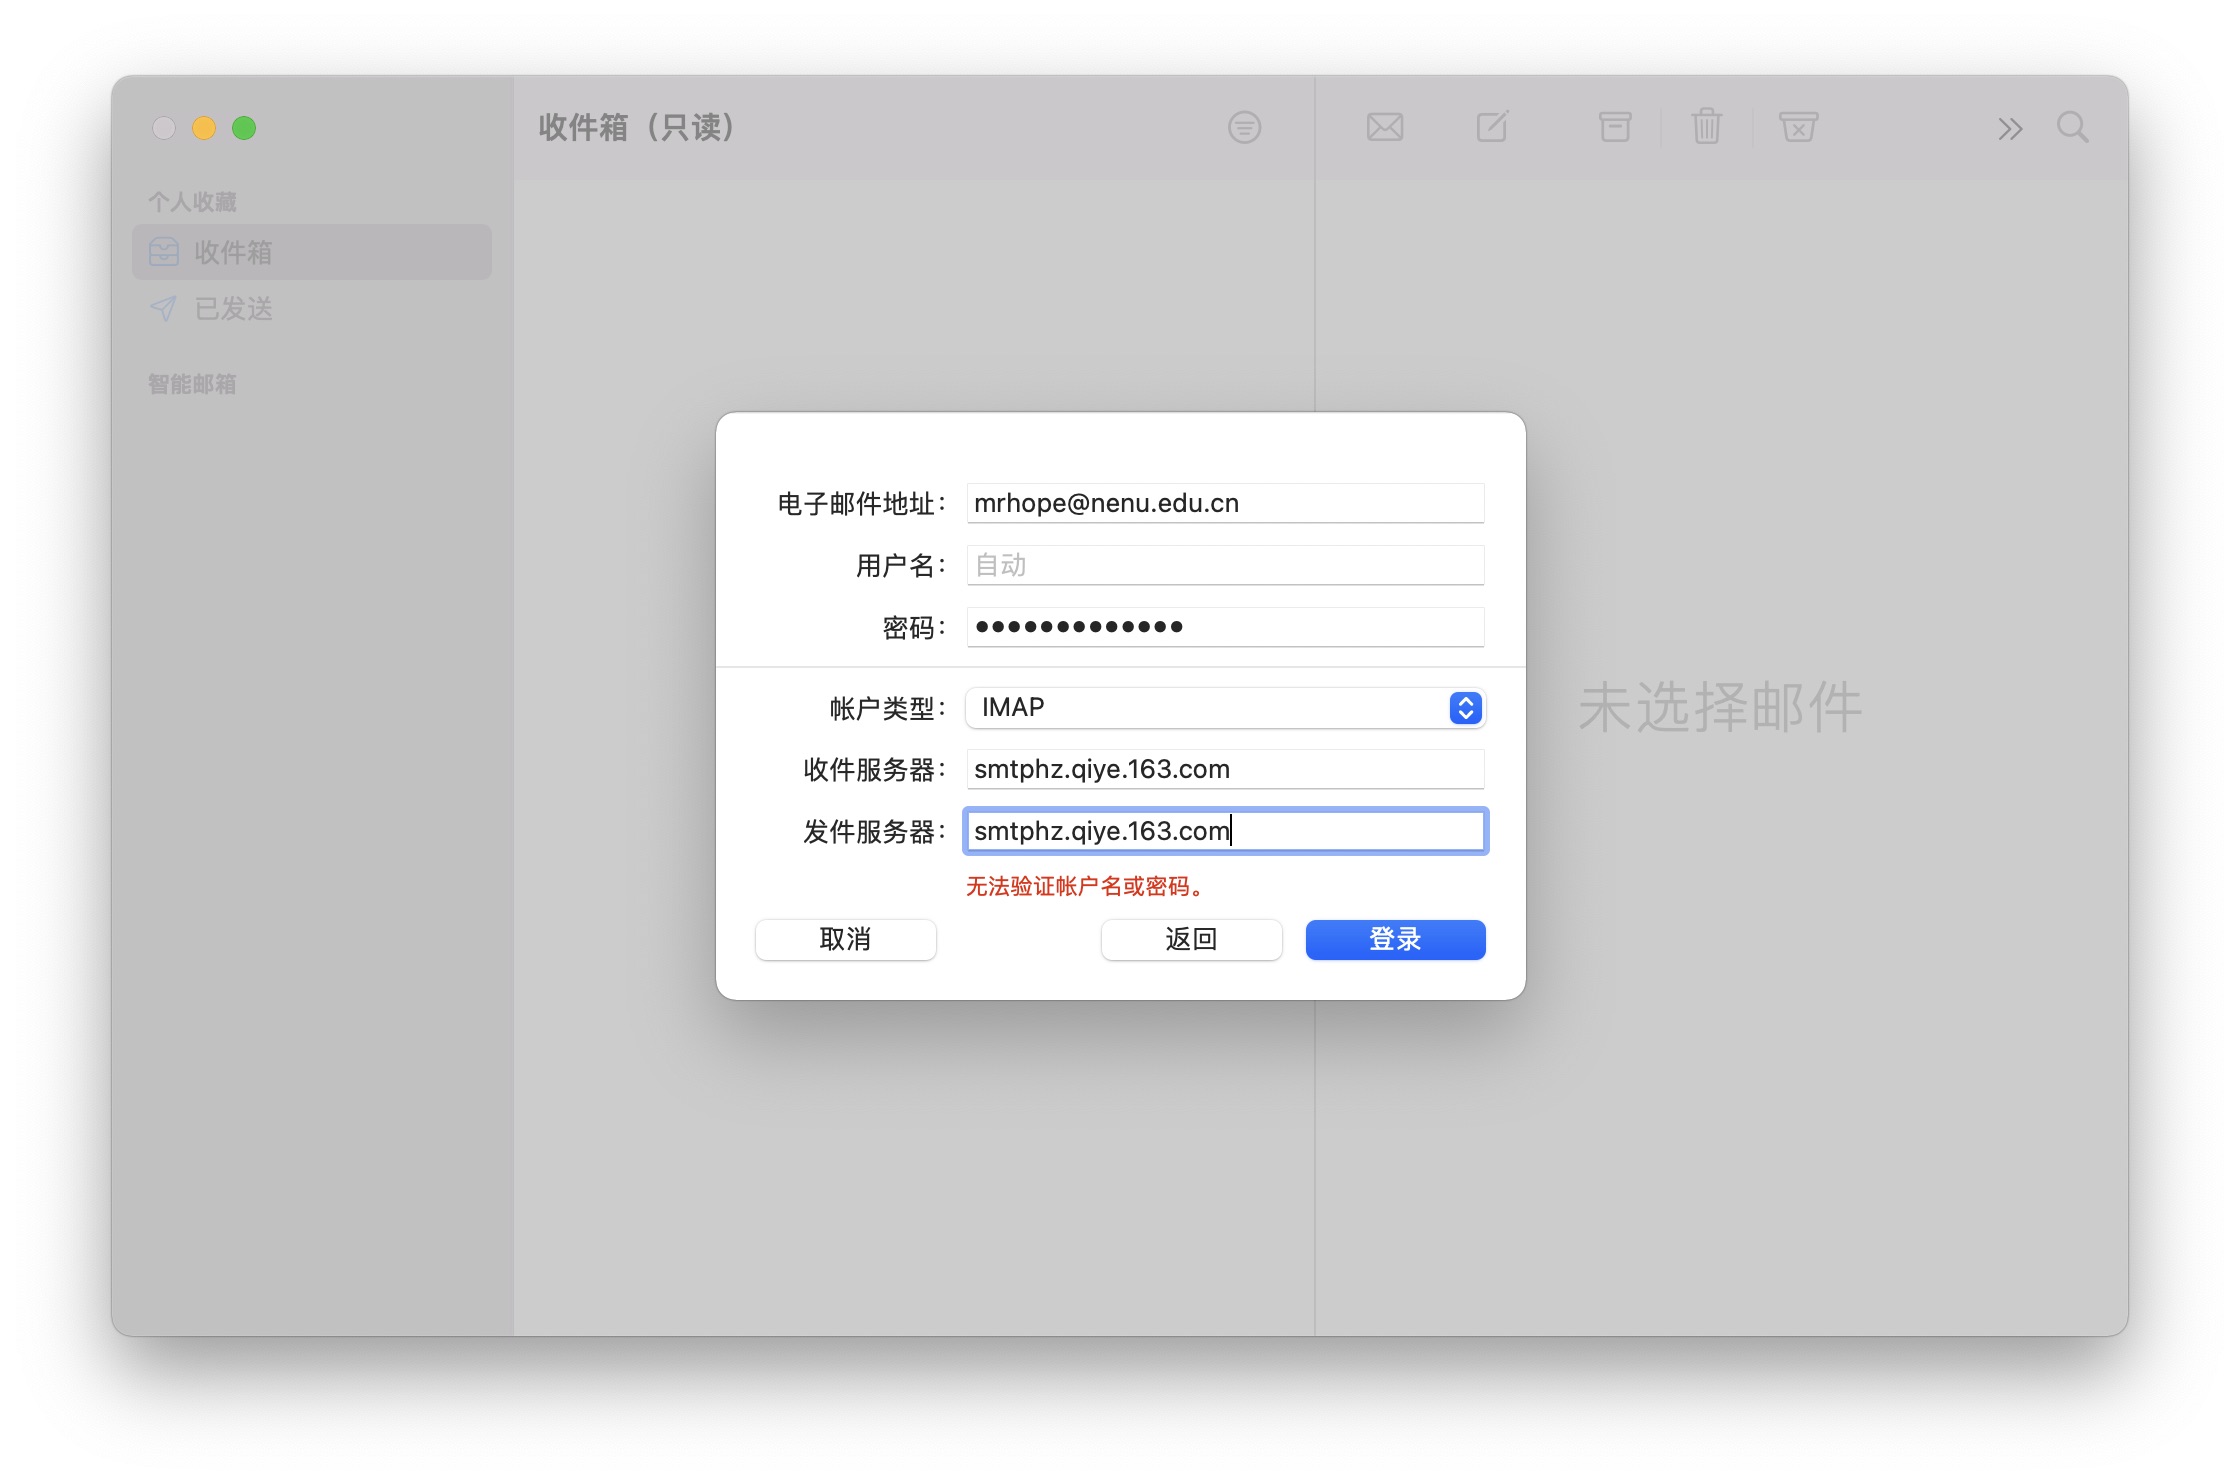 收件箱（只读）
个人收藏
收件箱
已发送
智能邮箱
未选择邮件
电子邮件地址： mrhope@nenu.edu.cn
用户名： 自动
密码： •••••••••••••
帐户类型： IMAP
收件服务器： smtphz.qiye.163.com
发件服务器： smtphz.qiye.163.com
无法验证帐户名或密码。
取消 返回 登录